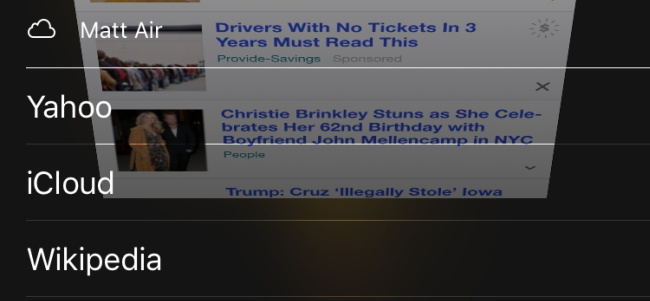 Drivers With No Tickets In 3
Years Must Read This
Provide-Savings Sponsored
Matt Air
Christie Brinkley Stuns as She Cele-
brates Her 62nd Birthday with
Boyfriend John Mellencamp in NYC
People
Trump: Cruz 'Illegally Stole' Iowa
Yahoo
iCloud
Wikipedia